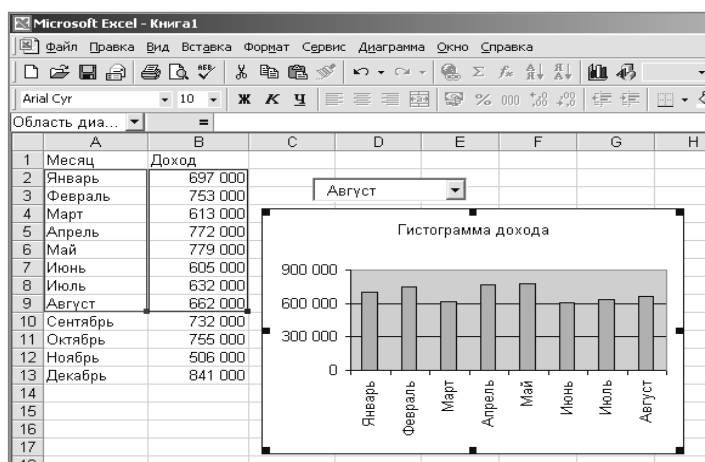 Microsoft Excel - Книга1
Файл Правка Вид Вставка Формат Сервис Диаграмма Окно Справка
Arial Cyr 10 Ж К Ч % 000
Область диа... =
A B C D E F G H
1 Месяц Доход
2 Январь 697 000
3 Февраль 753 000
4 Март 613 000
5 Апрель 772 000
6 Май 779 000
7 Июнь 605 000
8 Июль 632 000
9 Август 662 000
10 Сентябрь 732 000
11 Октябрь 755 000
12 Ноябрь 506 000
13 Декабрь 841 000
14
15
16
17
Август
Гистограмма дохода
900 000
600 000
300 000
0
Январь
Февраль
Март
Апрель
Май
Июнь
Июль
Август